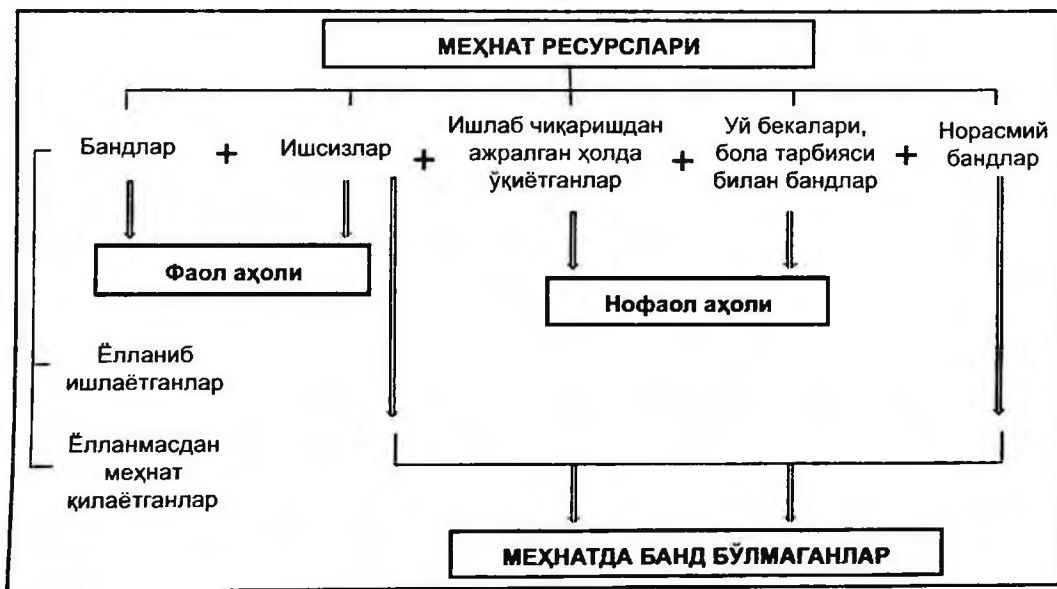 МЕҲНАТ РЕСУРСЛАРИ
Бандлар
+
Ишсизлар
+
Ишлаб чиқаришдан
ажралган ҳолда
ўқиётганлар
+
Уй бекалари,
бола тарбияси
билан бандлар
+
Норасмий
бандлар
Фаол аҳоли
Нофаол аҳоли
Ёлланиб
ишлаётганлар
Ёлланмасдан
меҳнат
қилаётганлар
МЕҲНАТДА БАНД БЎЛМАГАНЛАР